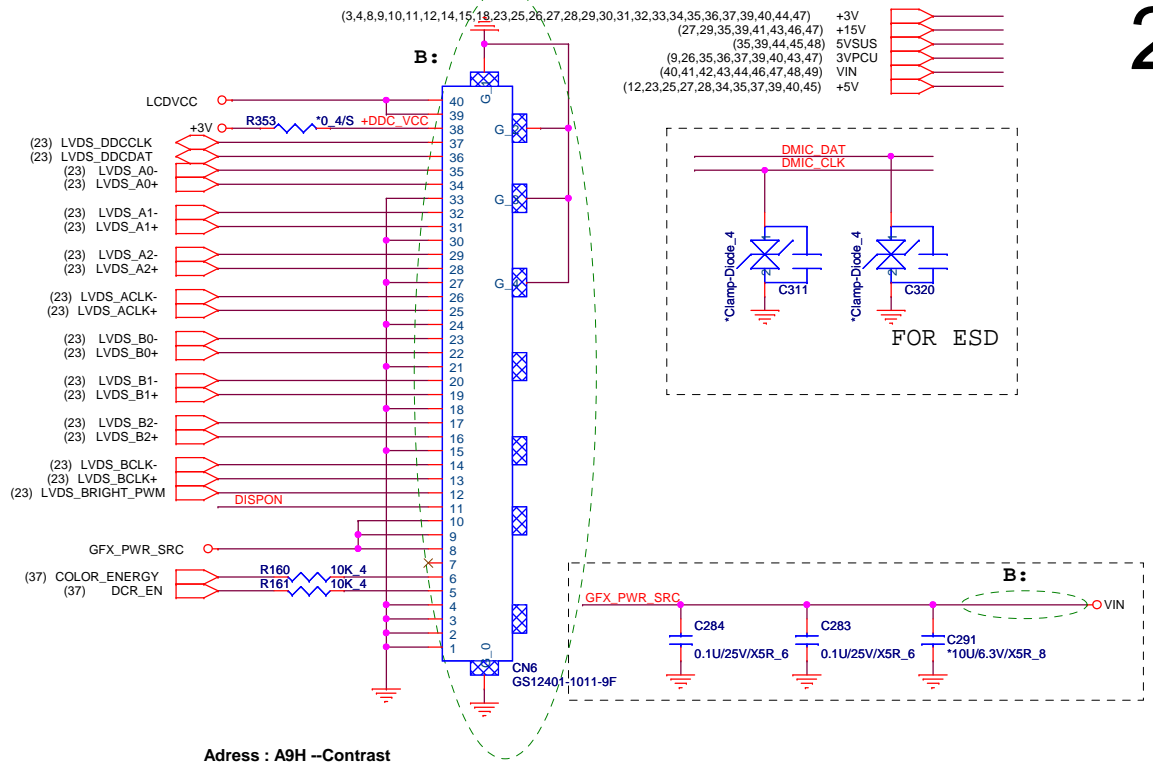 (3,4,8,9,10,11,12,14,15,18,23,25,26,27,28,29,30,31,32,33,34,35,36,37,39,40,44,47) +3V
(27,29,35,39,41,43,46,47) +15V
(35,39,44,45,48) 5VSUS
(9,26,35,36,37,39,40,43,47) 3VPCU
(40,41,42,43,44,46,47,48,49) VIN
(12,23,25,27,28,34,35,37,39,40,45) +5V
2
B:
LCDVCC
+3V R353 *0_4/S +DDC_VCC
(23) LVDS_DDCCLK
(23) LVDS_DDCDAT
(23) LVDS_A0-
(23) LVDS_A0+
(23) LVDS_A1-
(23) LVDS_A1+
(23) LVDS_A2-
(23) LVDS_A2+
(23) LVDS_ACLK-
(23) LVDS_ACLK+
(23) LVDS_B0-
(23) LVDS_B0+
(23) LVDS_B1-
(23) LVDS_B1+
(23) LVDS_B2-
(23) LVDS_B2+
(23) LVDS_BCLK-
(23) LVDS_BCLK+
(23) LVDS_BRIGHT_PWM
DISPON
GFX_PWR_SRC
(37) COLOR_ENERGY R160 10K_4
(37) DCR_EN R161 10K_4
40
39
38
37
36
35
34
33
32
31
30
29
28
27
26
25
24
23
22
21
20
19
18
17
16
15
14
13
12
11
10
9
8
7
6
5
4
3
2
1
CN6
GS12401-1011-9F
DMIC_DAT
DMIC_CLK
*Clamp-Diode_4
1
2
C311
*Clamp-Diode_4
1
2
C320
FOR ESD
B:
GFX_PWR_SRC
VIN
C284
0.1U/25V/X5R_6
C283
0.1U/25V/X5R_6
C291
*10U/6.3V/X5R_8
Adress : A9H --Contrast